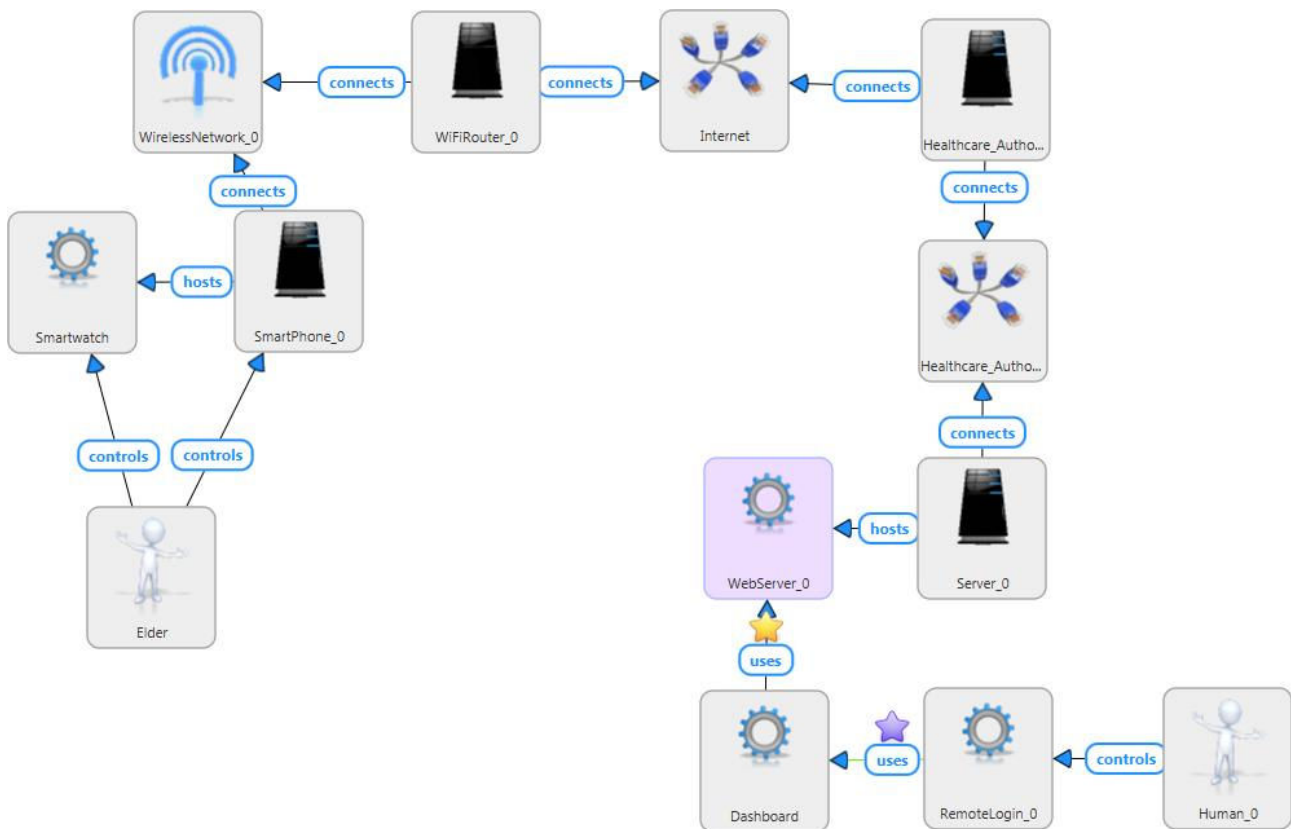 connects
connects
connects
WirelessNetwork_0
WiFiRouter_0
Internet
Healthcare_Autho...
connects
connects
hosts
Smartwatch
SmartPhone_0
Healthcare_Autho...
connects
controls
controls
hosts
WebServer_0
Server_0
Elder
uses
uses
controls
Dashboard
RemoteLogin_0
Human_0